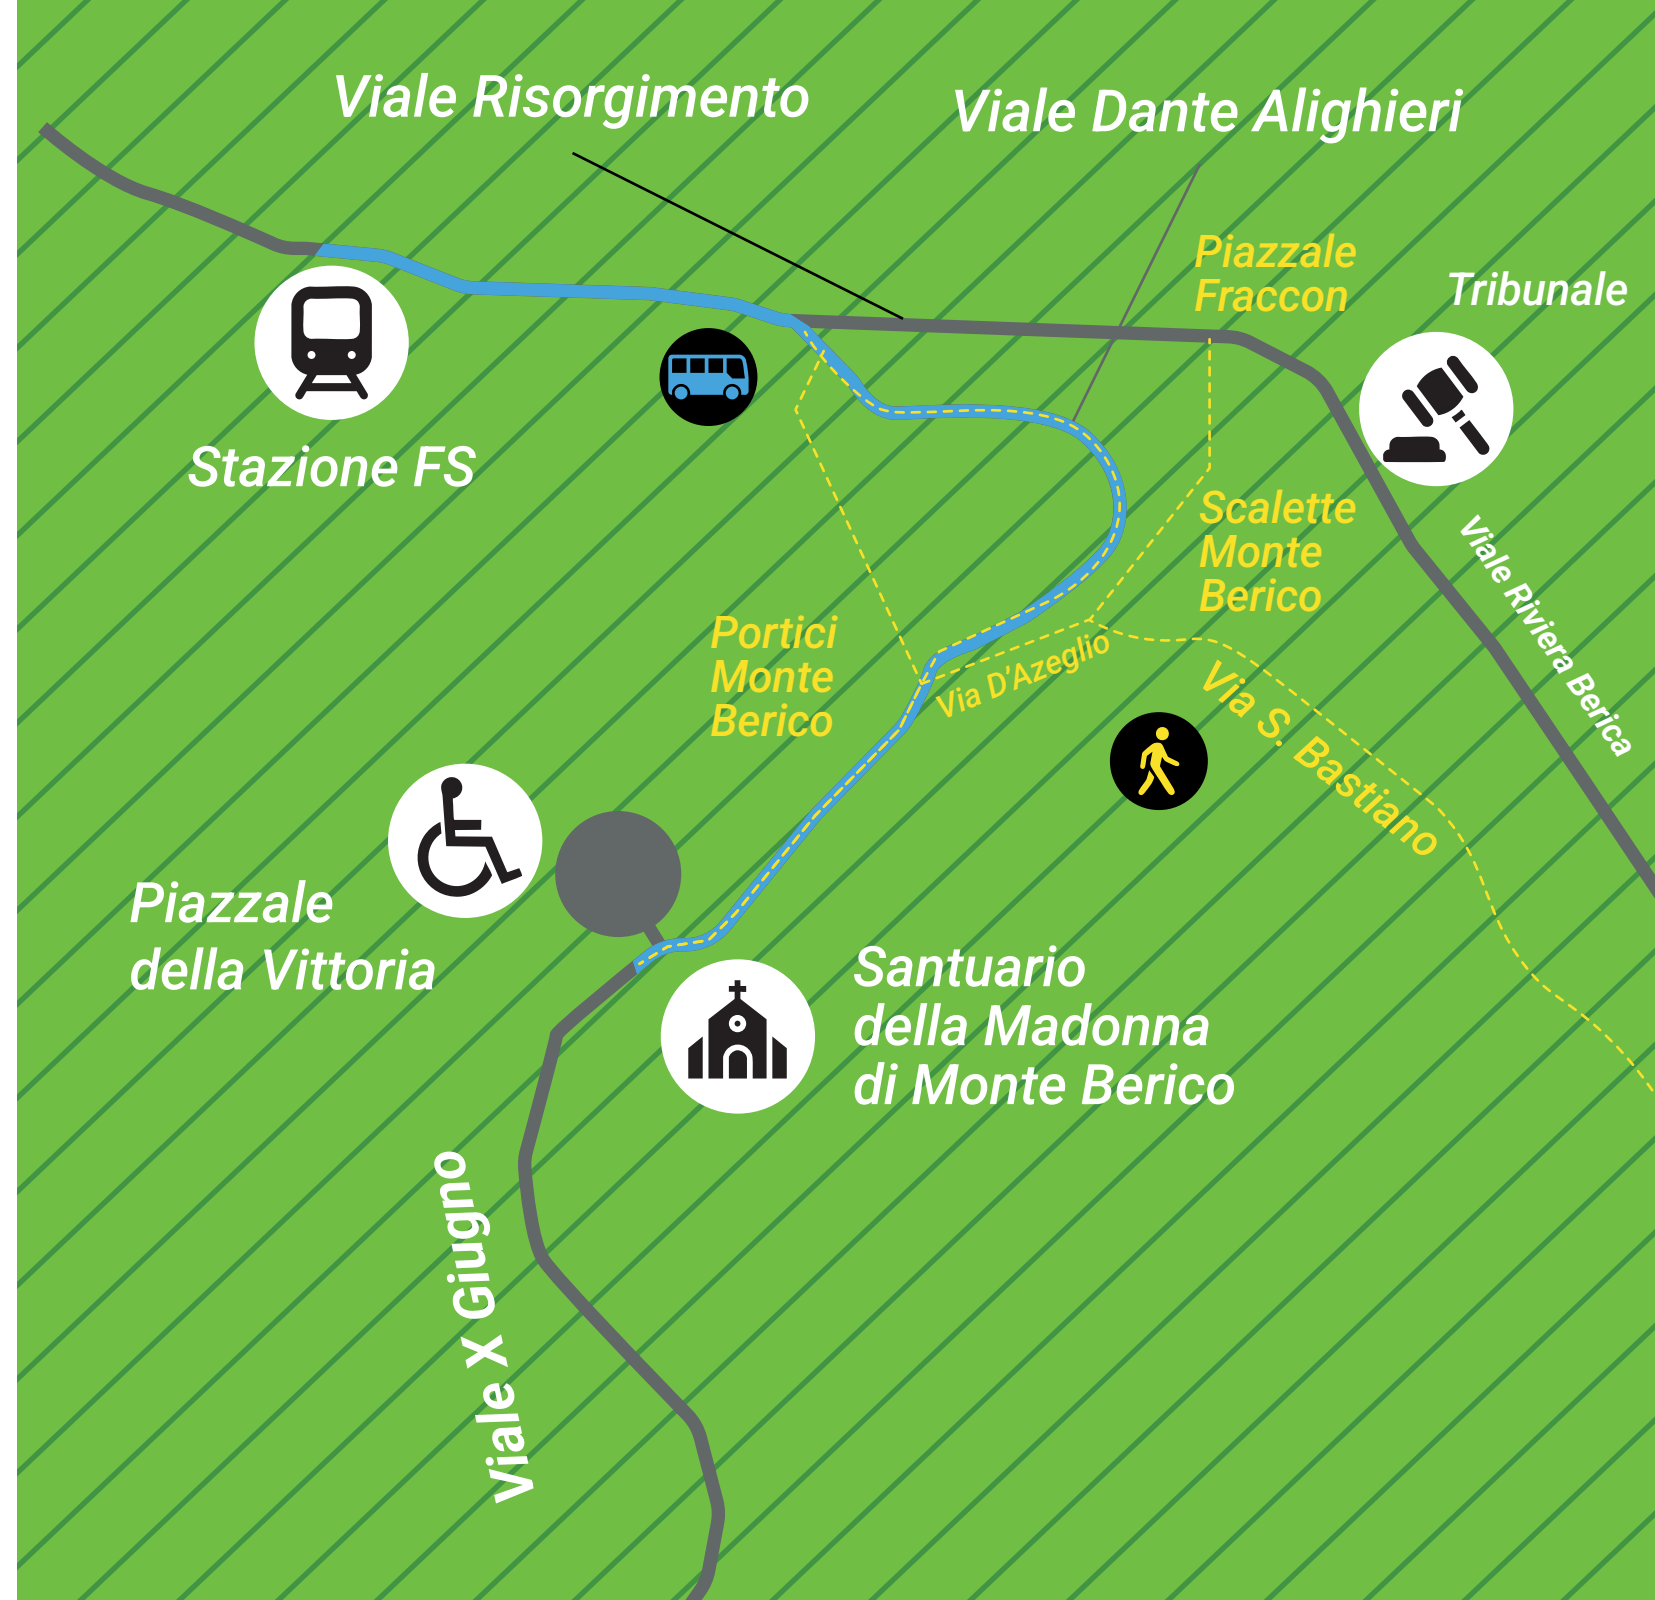 Viale Risorgimento
Viale Dante Alighieri
Piazzale
Fraccon
Tribunale
Stazione FS
Scalette
Monte
Berico
Viale Riviera Berica
Portici
Monte
Berico
Via D'Azeglio
Via S. Bastiano
Piazzale
della Vittoria
Santuario
della Madonna
di Monte Berico
Viale X Giugno